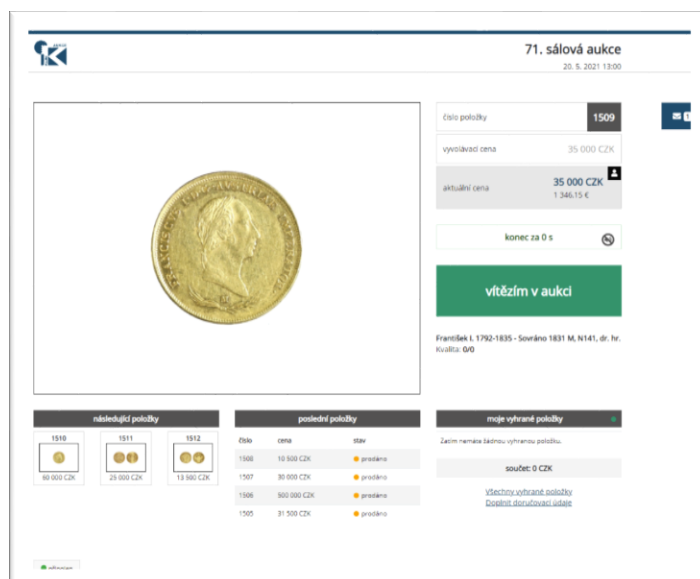 71. sálová aukce
20. 5. 2021 13:00
číslo položky 1509
vyvolávací cena 35 000 CZK
aktuální cena 35 000 CZK
1 346.15 €
konec za 0 s
vítězím v aukci
František I. 1792-1835 - Sovráno 1831 M, N141, dr. hr.
Kvalita: 0/0
následující položky
1510 1511 1512
60 000 CZK 25 000 CZK 13 500 CZK
poslední položky
číslo cena stav
1508 10 500 CZK prodáno
1507 30 000 CZK prodáno
1506 500 000 CZK prodáno
1505 31 500 CZK prodáno
moje vyhrané položky
Zatím nemáte žádnou vyhranou položku.
součet: 0 CZK
Všechny vyhrané položky
Doplnit doručovací údaje